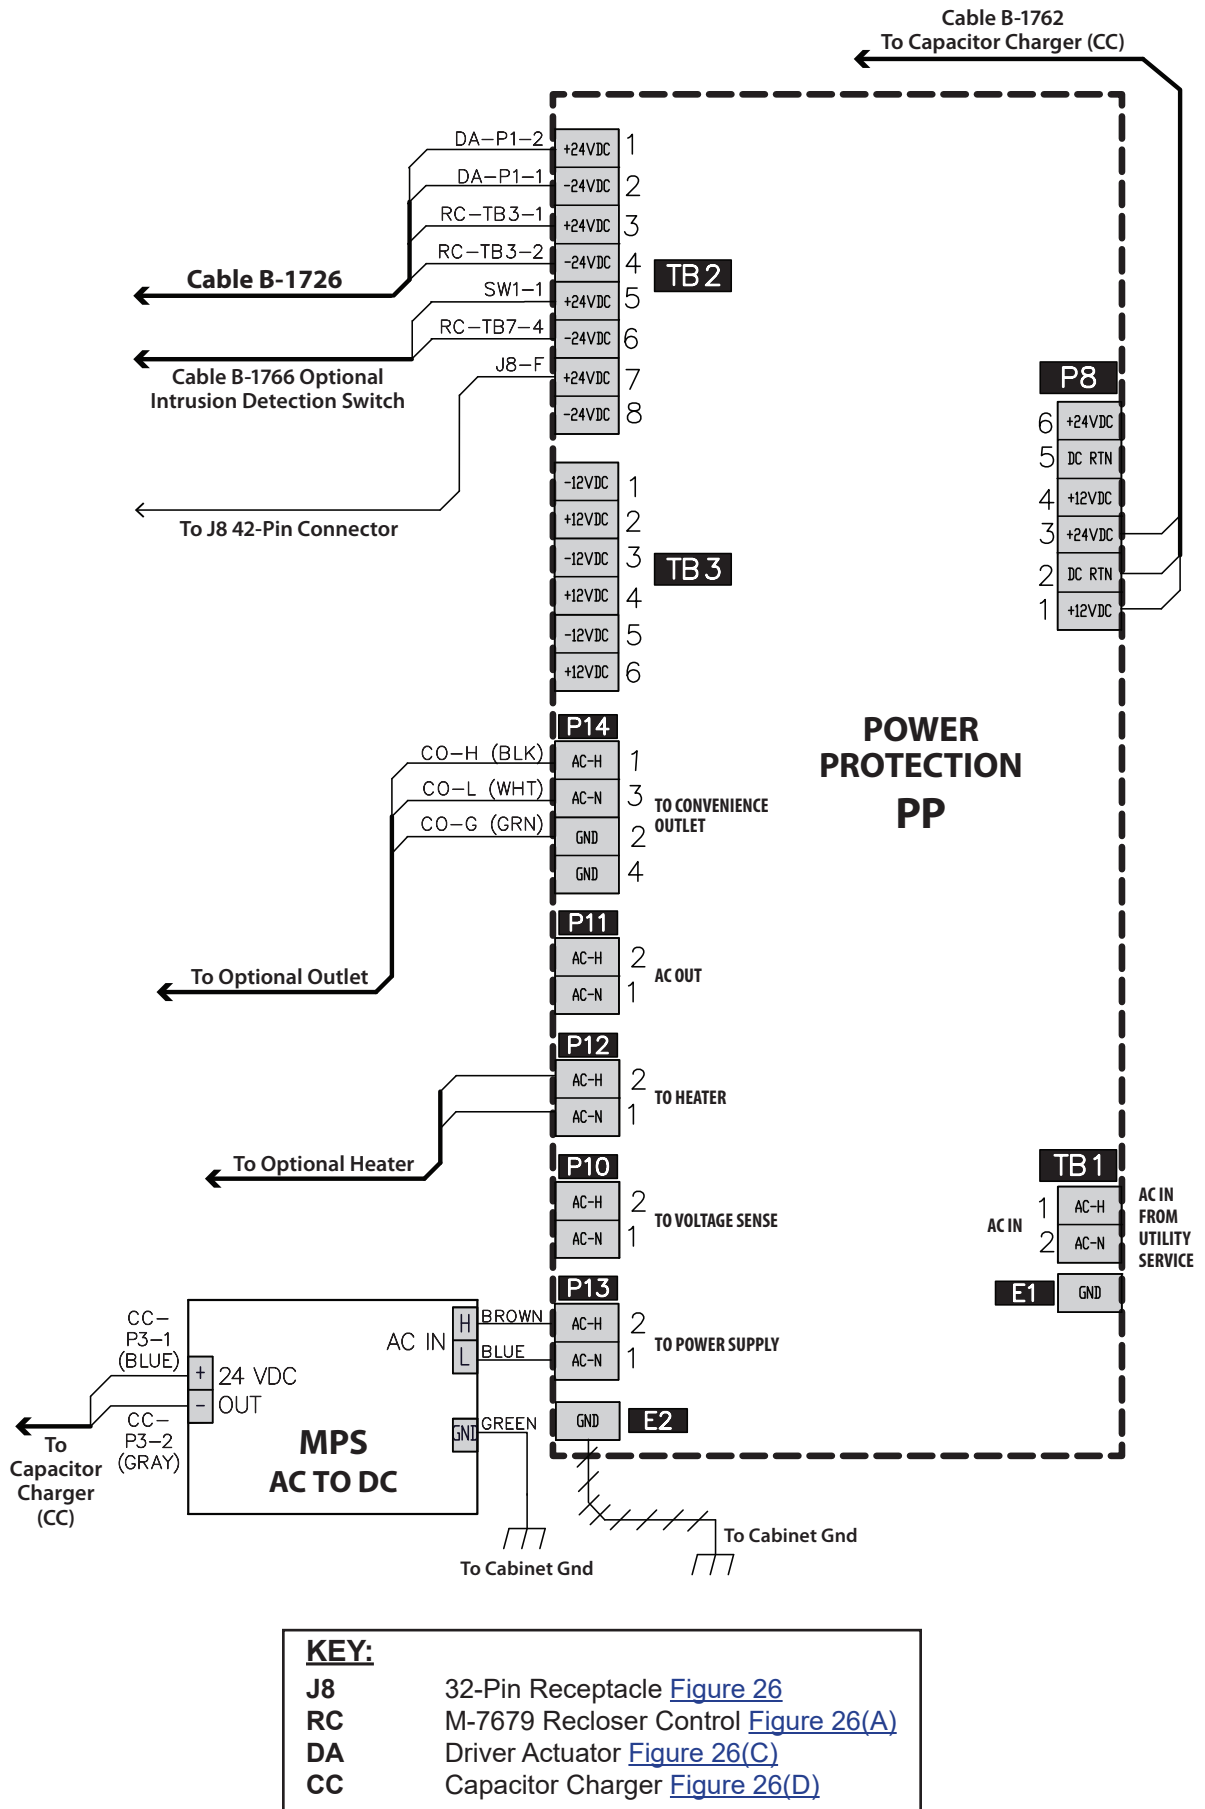 Cable B-1762
To Capacitor Charger (CC)
DA-P1-2
+24VDC 1
DA-P1-1
-24VDC 2
RC-TB3-1
+24VDC 3
RC-TB3-2
-24VDC 4
TB2
Cable B-1726
SW1-1
+24VDC 5
RC-TB7-4
-24VDC 6
Cable B-1766 Optional
Intrusion Detection Switch
J8-F
+24VDC 7
-24VDC 8
To J8 42-Pin Connector
-12VDC 1
+12VDC 2
-12VDC 3
TB3
+12VDC 4
-12VDC 5
+12VDC 6
P8
6 +24VDC
5 DC RTN
4 +12VDC
3 +24VDC
2 DC RTN
1 +12VDC
POWER
PROTECTION
PP
P14
CO-H (BLK)
AC-H 1
CO-L (WHT)
AC-N 3
CO-G (GRN)
GND 2
GND 4
TO CONVENIENCE
OUTLET
To Optional Outlet
P11
AC-H 2
AC-N 1
AC OUT
P12
AC-H 2
AC-N 1
TO HEATER
To Optional Heater
P10
AC-H 2
AC-N 1
TO VOLTAGE SENSE
TB1
AC IN
1 AC-H
2 AC-N
AC IN
FROM
UTILITY
SERVICE
E1 GND
P13
AC-H 2
AC-N 1
TO POWER SUPPLY
BROWN
BLUE
AC IN
H
L
CC-
P3-1
(BLUE)
+
-
24 VDC
OUT
CC-
P3-2
(GRAY)
To
Capacitor
Charger
(CC)
MPS
AC TO DC
GND
GREEN
GND E2
To Cabinet Gnd
To Cabinet Gnd
KEY:
J8 32-Pin Receptacle Figure 26
RC M-7679 Recloser Control Figure 26(A)
DA Driver Actuator Figure 26(C)
CC Capacitor Charger Figure 26(D)